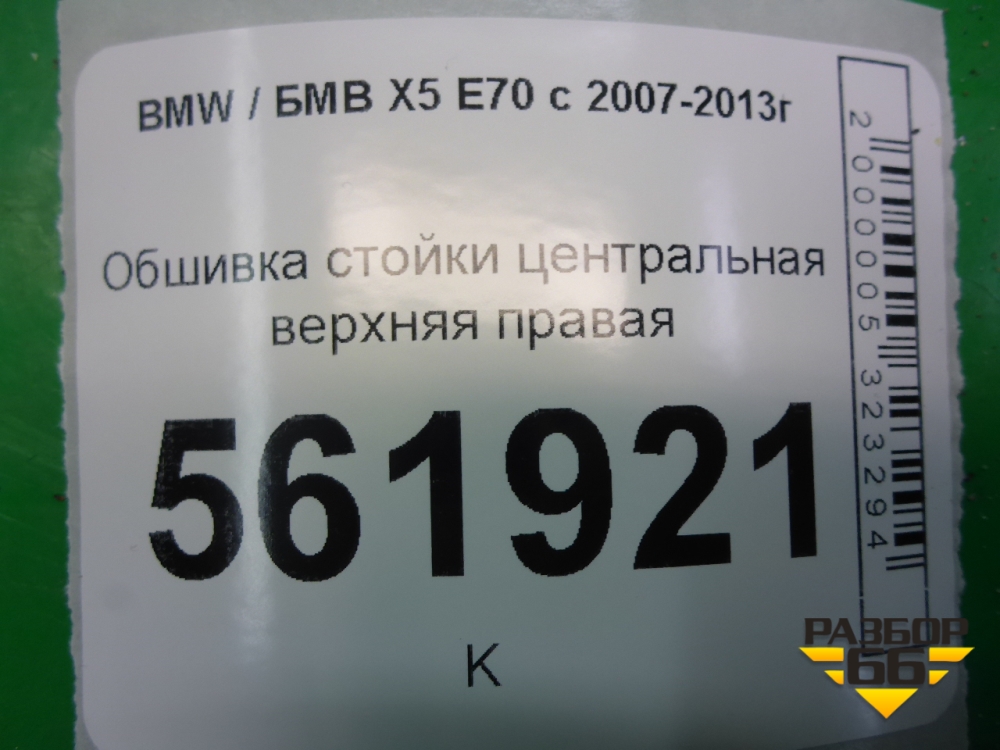 BMW / БМВ X5 E70 с 2007-2013г
Обшивка стойки центральная
верхняя правая
561921
К
2000005323294
РАЗБОР
66